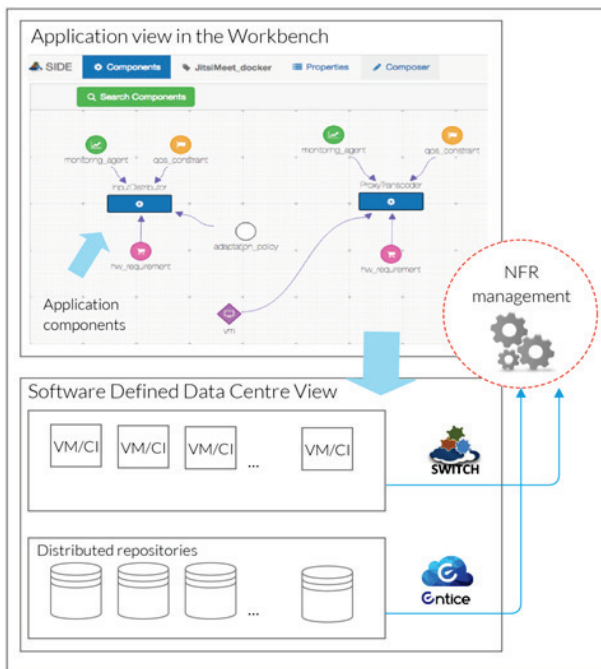 Application view in the Workbench
SIDE Components JitsiMeet_docker Properties Composer
Search Components
monitoring_agent qos_constraint monitoring_agent qos_constraint
InputDistributor ProxyTranscoder
adaptation_policy
hw_requirement hw_requirement
Application
components
vm
NFR
management
Software Defined Data Centre View
VM/CI VM/CI VM/CI ... VM/CI
SWITCH
Distributed repositories
...
entice